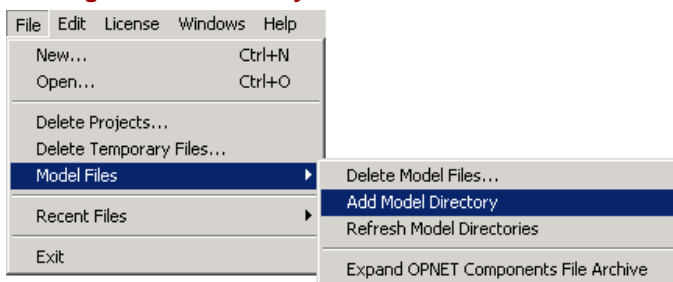 File Edit License Windows Help
New... Ctrl+N
Open... Ctrl+O
Delete Projects...
Delete Temporary Files...
Model Files
Recent Files
Exit
Delete Model Files...
Add Model Directory
Refresh Model Directories
Expand OPNET Components File Archive